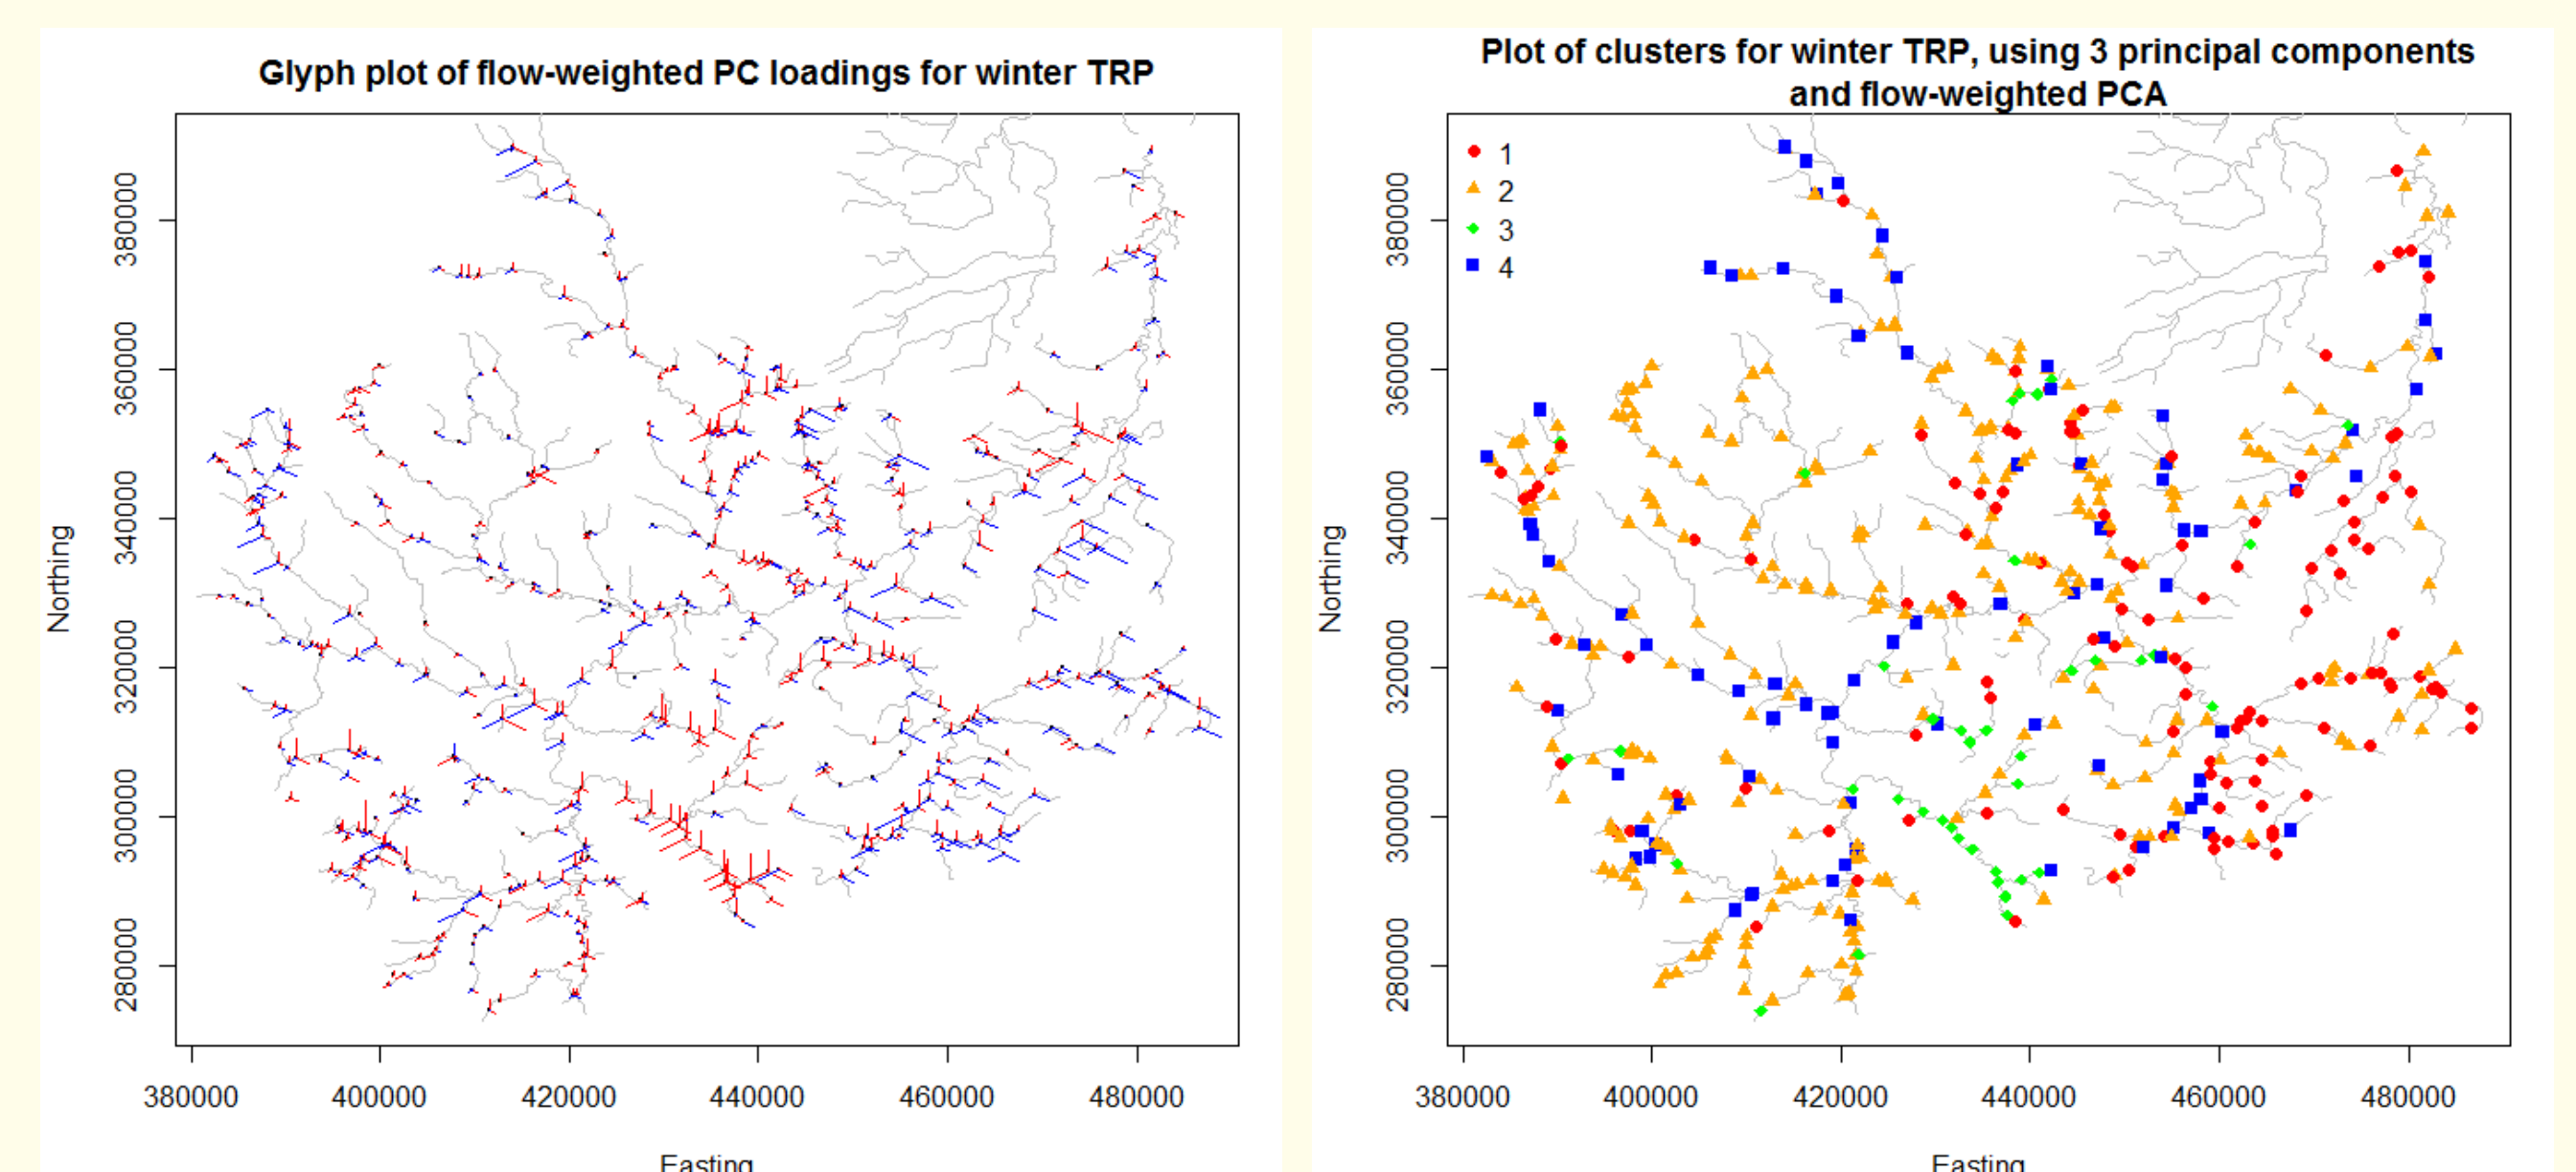 Glyph plot of flow-weighted PC loadings for winter TRP
Northing
380000
360000
340000
320000
300000
280000
380000 400000 420000 440000 460000 480000
Easting
Plot of clusters for winter TRP, using 3 principal components
and flow-weighted PCA
1
2
3
4
Northing
380000
360000
340000
320000
300000
280000
380000 400000 420000 440000 460000 480000
Easting